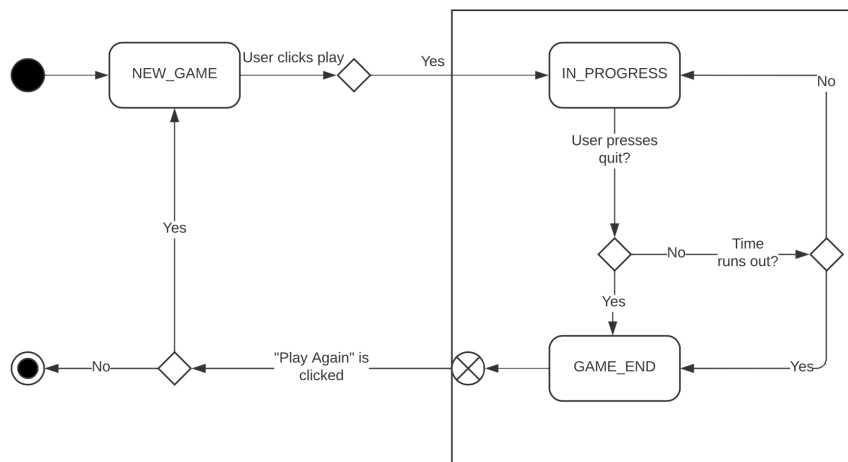 User clicks play
Yes
NEW_GAME
IN_PROGRESS
No
User presses
quit?
Yes
No
Time
runs out?
Yes
"Play Again" is
clicked
No
GAME_END
Yes